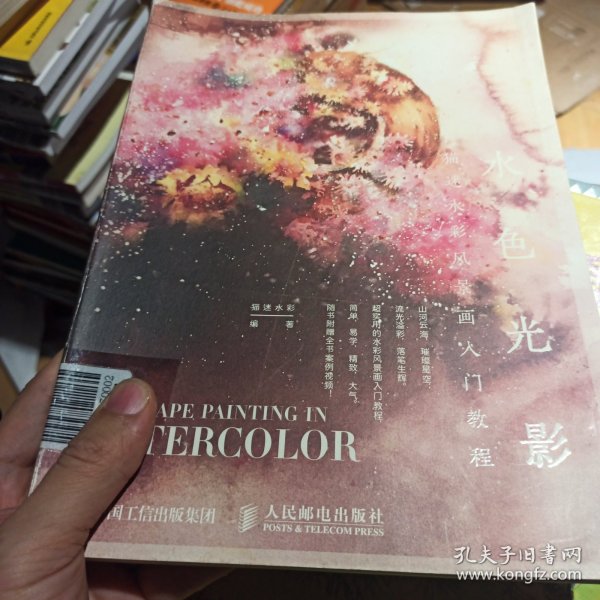 水色光影
猫迷水彩风景画入门教程
山河云海，璀璨星空，
流光溢彩，落笔生辉。
超实用的水彩风景画入门教程，
简单、易学、精致、大气。
随书附赠全书案例视频！
猫迷水彩
编著
APE PAINTING IN
TERCOLOR
国工信出版集团
人民邮电出版社
POSTS & TELECOM PRESS
孔夫子旧书网
www.kongfz.com